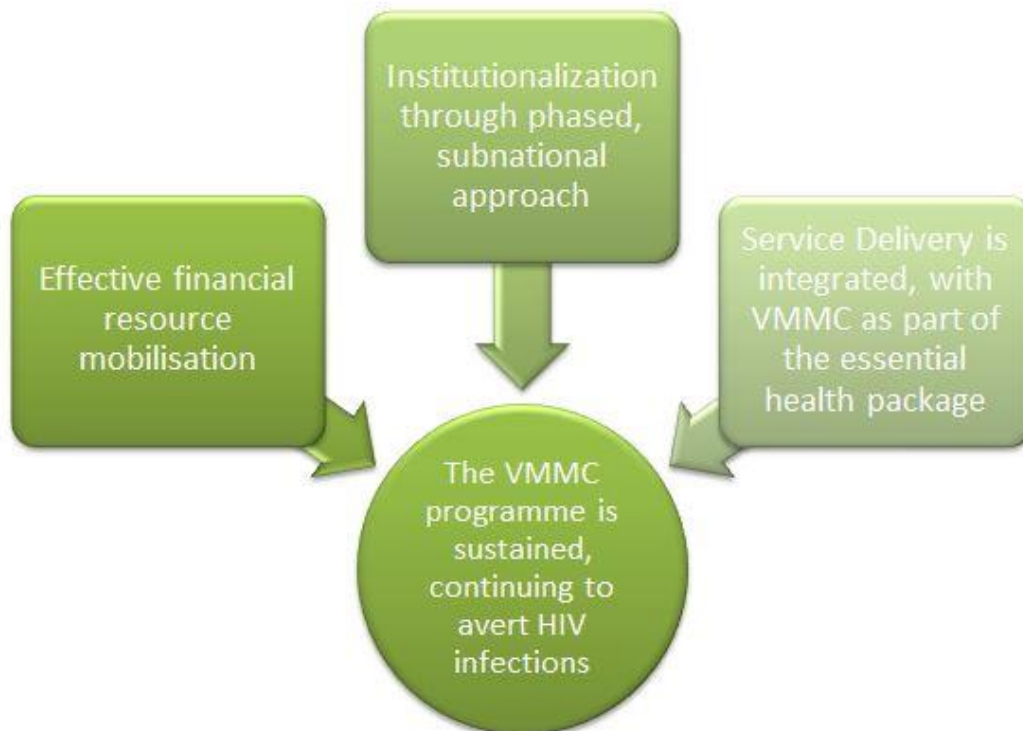 Institutionalization
through phased,
subnational
approach
Effective financial
resource
mobilisation
Service Delivery is
integrated, with
VMMC as part of
the essential
health package
The VMMC
programme is
sustained,
continuing to
avert HIV
infections